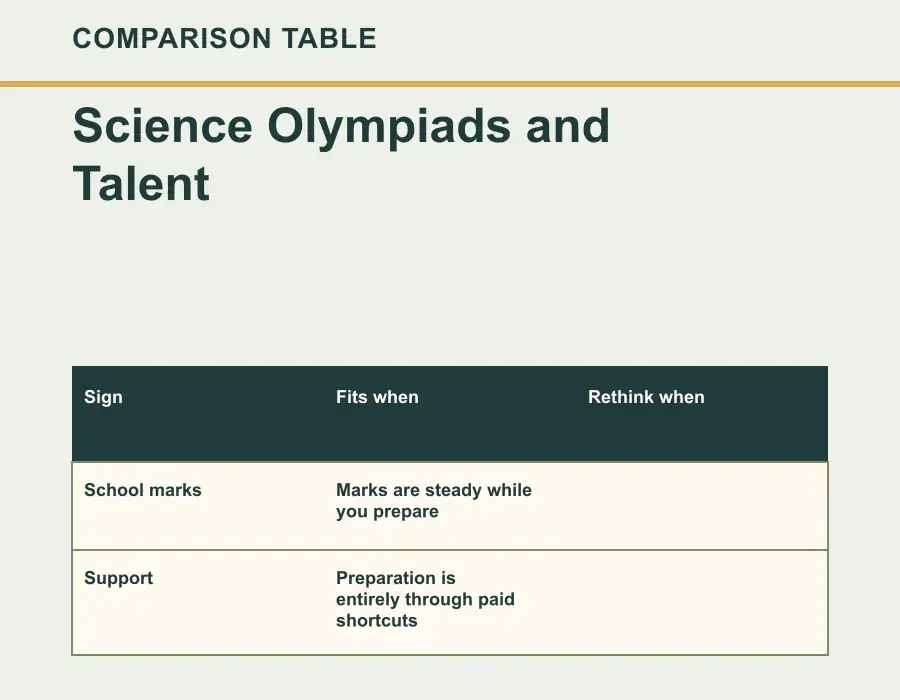 COMPARISON TABLE
Science Olympiads and
Talent
Sign Fits when Rethink when
School marks Marks are steady while
you prepare
Support Preparation is
entirely through paid
shortcuts